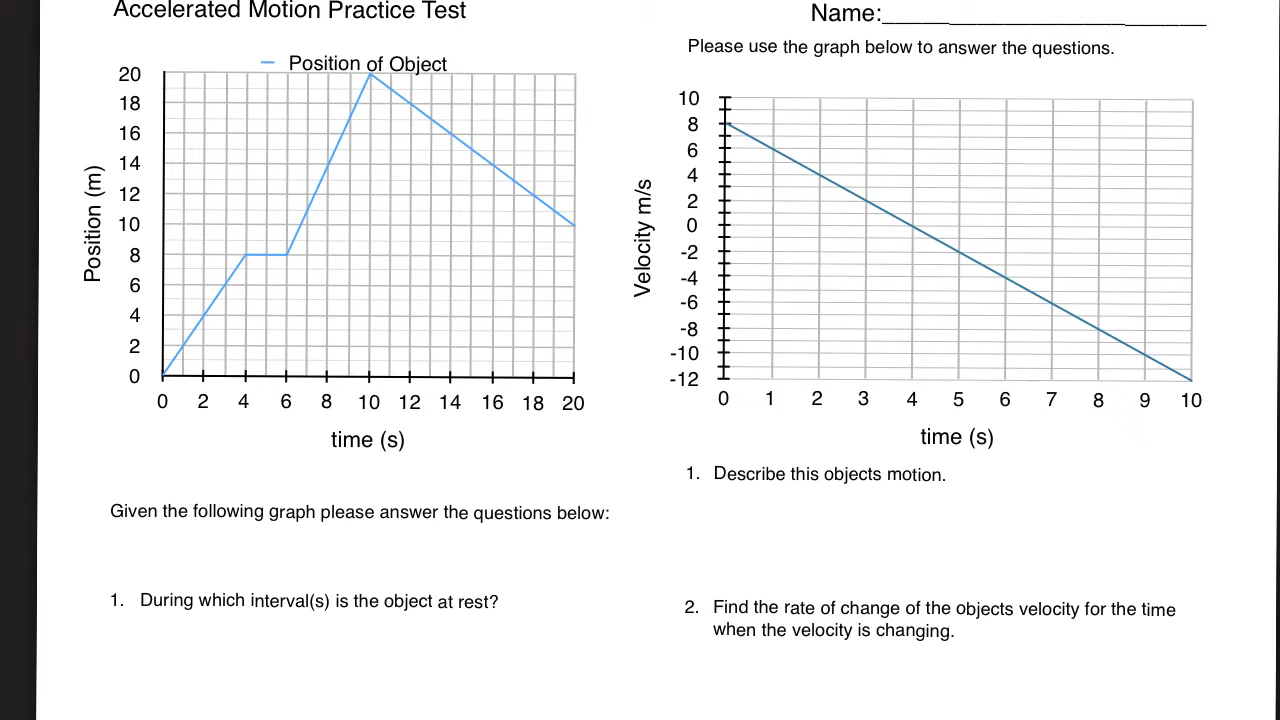 Accelerated Motion Practice Test
Name:
Position of Object
20
18
16
14
12
10
8
6
4
2
0
Position (m)
0 2 4 6 8 10 12 14 16 18 20
time (s)
Given the following graph please answer the questions below:
1. During which interval(s) is the object at rest?
Please use the graph below to answer the questions.
10
8
6
4
2
0
-2
-4
-6
-8
-10
-12
Velocity m/s
0 1 2 3 4 5 6 7 8 9 10
time (s)
1. Describe this objects motion.
2. Find the rate of change of the objects velocity for the time
when the velocity is changing.